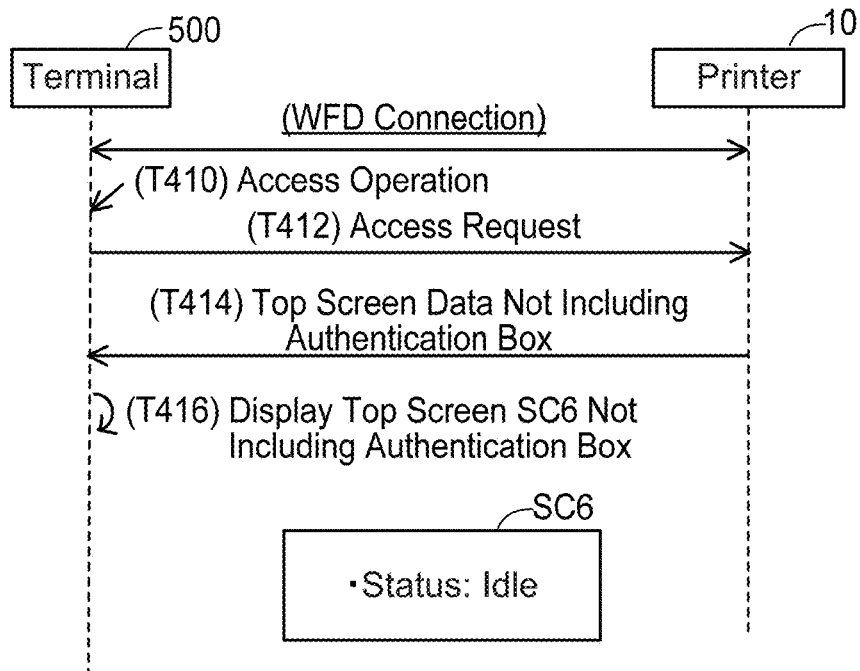 500
10
Terminal
Printer
(WFD Connection)
(T410) Access Operation
(T412) Access Request
(T414) Top Screen Data Not Including
Authentication Box
(T416) Display Top Screen SC6 Not
Including Authentication Box
SC6
·Status: Idle